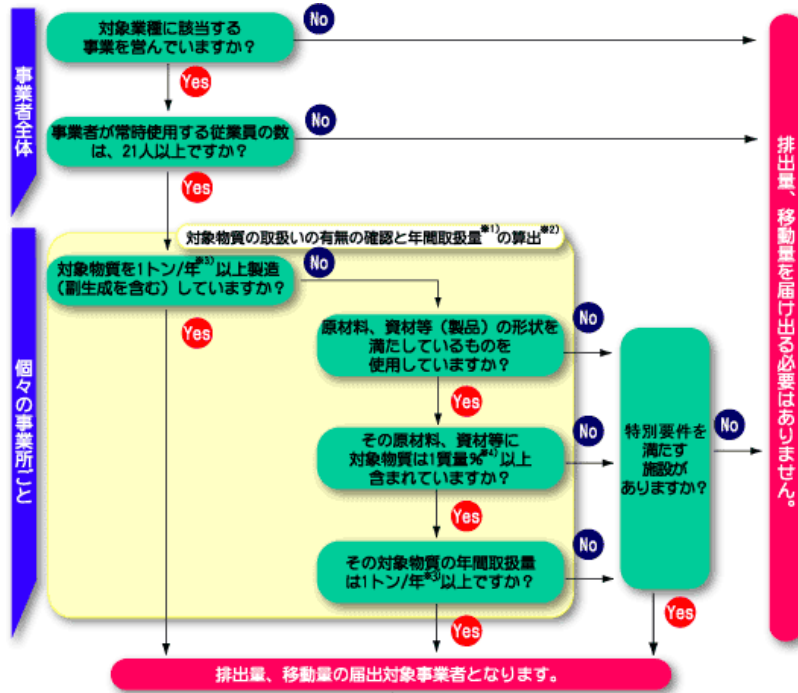 対象業種に該当する
事業を営んでいますか？
No
Yes
事業者全体
事業者が常時使用する従業員の数
は、21人以上ですか？
No
Yes
対象物質の取扱いの有無の確認と年間取扱量※1）の算出※2）
対象物質を1トン/年※3）以上製造
（副生成を含む）していますか？
No
Yes
原材料、資材等（製品）の形状を
満たしているものを
使用していますか？
No
Yes
個々の事業所ごと
その原材料、資材等に
対象物質は1質量%※4）以上
含まれていますか？
No
Yes
その対象物質の年間取扱量
は1トン/年※3）以上ですか？
No
Yes
特別要件を
満たす
施設が
ありますか？
No
Yes
排出量、移動量を届け出る必要はありません。
排出量、移動量の届出対象事業者となります。